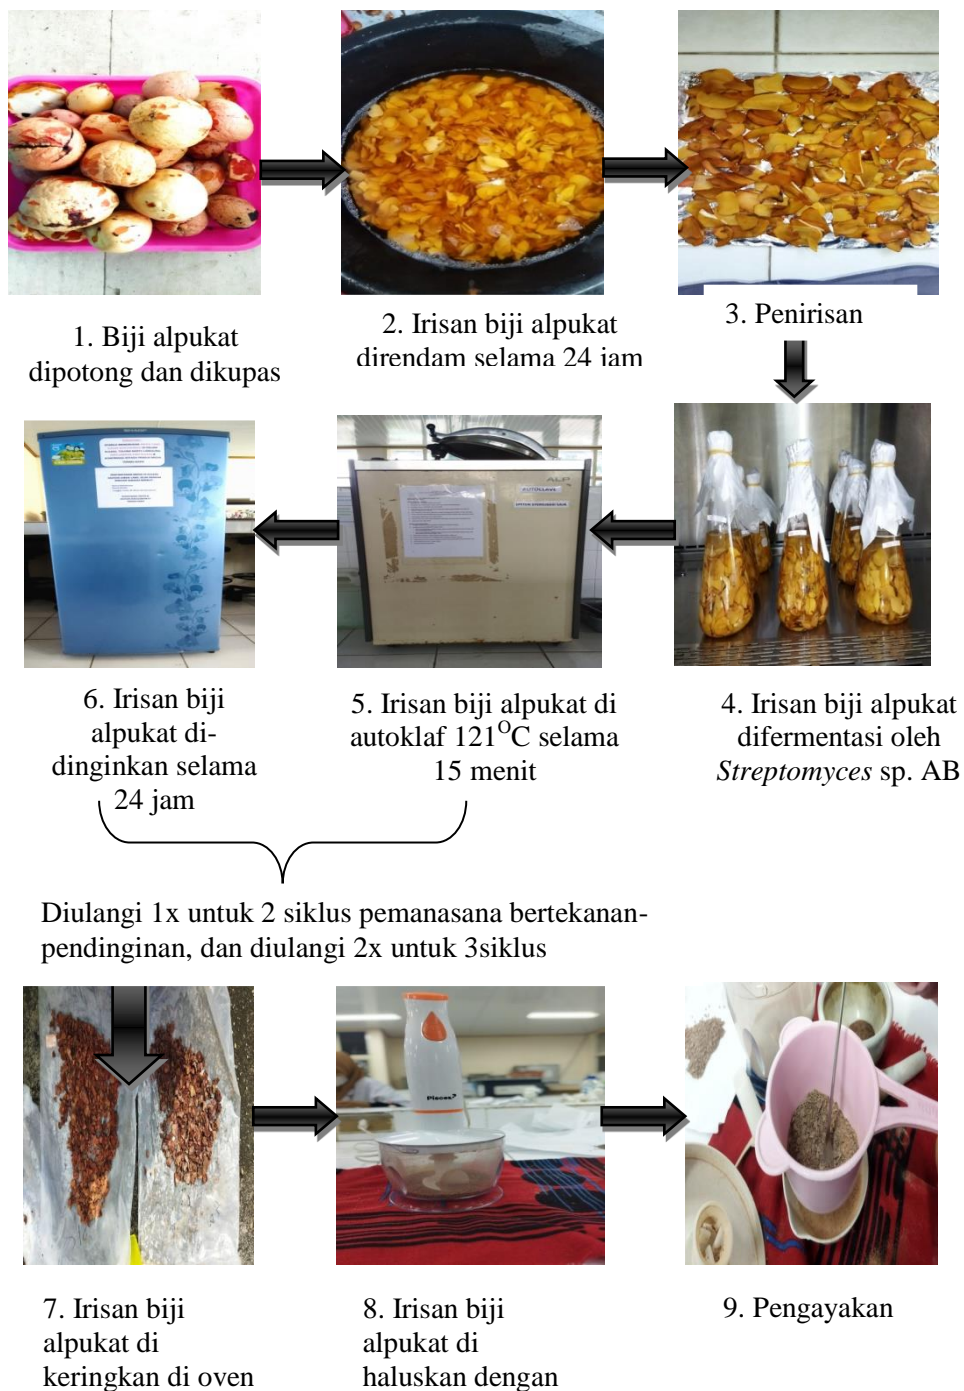 1. Biji alpukat
dipotong dan dikupas
2. Irisan biji alpukat
direndam selama 24 jam
3. Penirisan
ALP
AUTOCLAVE
6. Irisan biji
alpukat di-
dinginkan selama
24 jam
5. Irisan biji alpukat di
autoklaf 121°C selama
15 menit
4. Irisan biji alpukat
difermentasi oleh
Streptomyces sp. AB
Diulangi 1x untuk 2 siklus pemanasana bertekanan-
pendinginan, dan diulangi 2x untuk 3siklus
7. Irisan biji
alpukat di
keringkan di oven
8. Irisan biji
alpukat di
haluskan dengan
9. Pengayakan